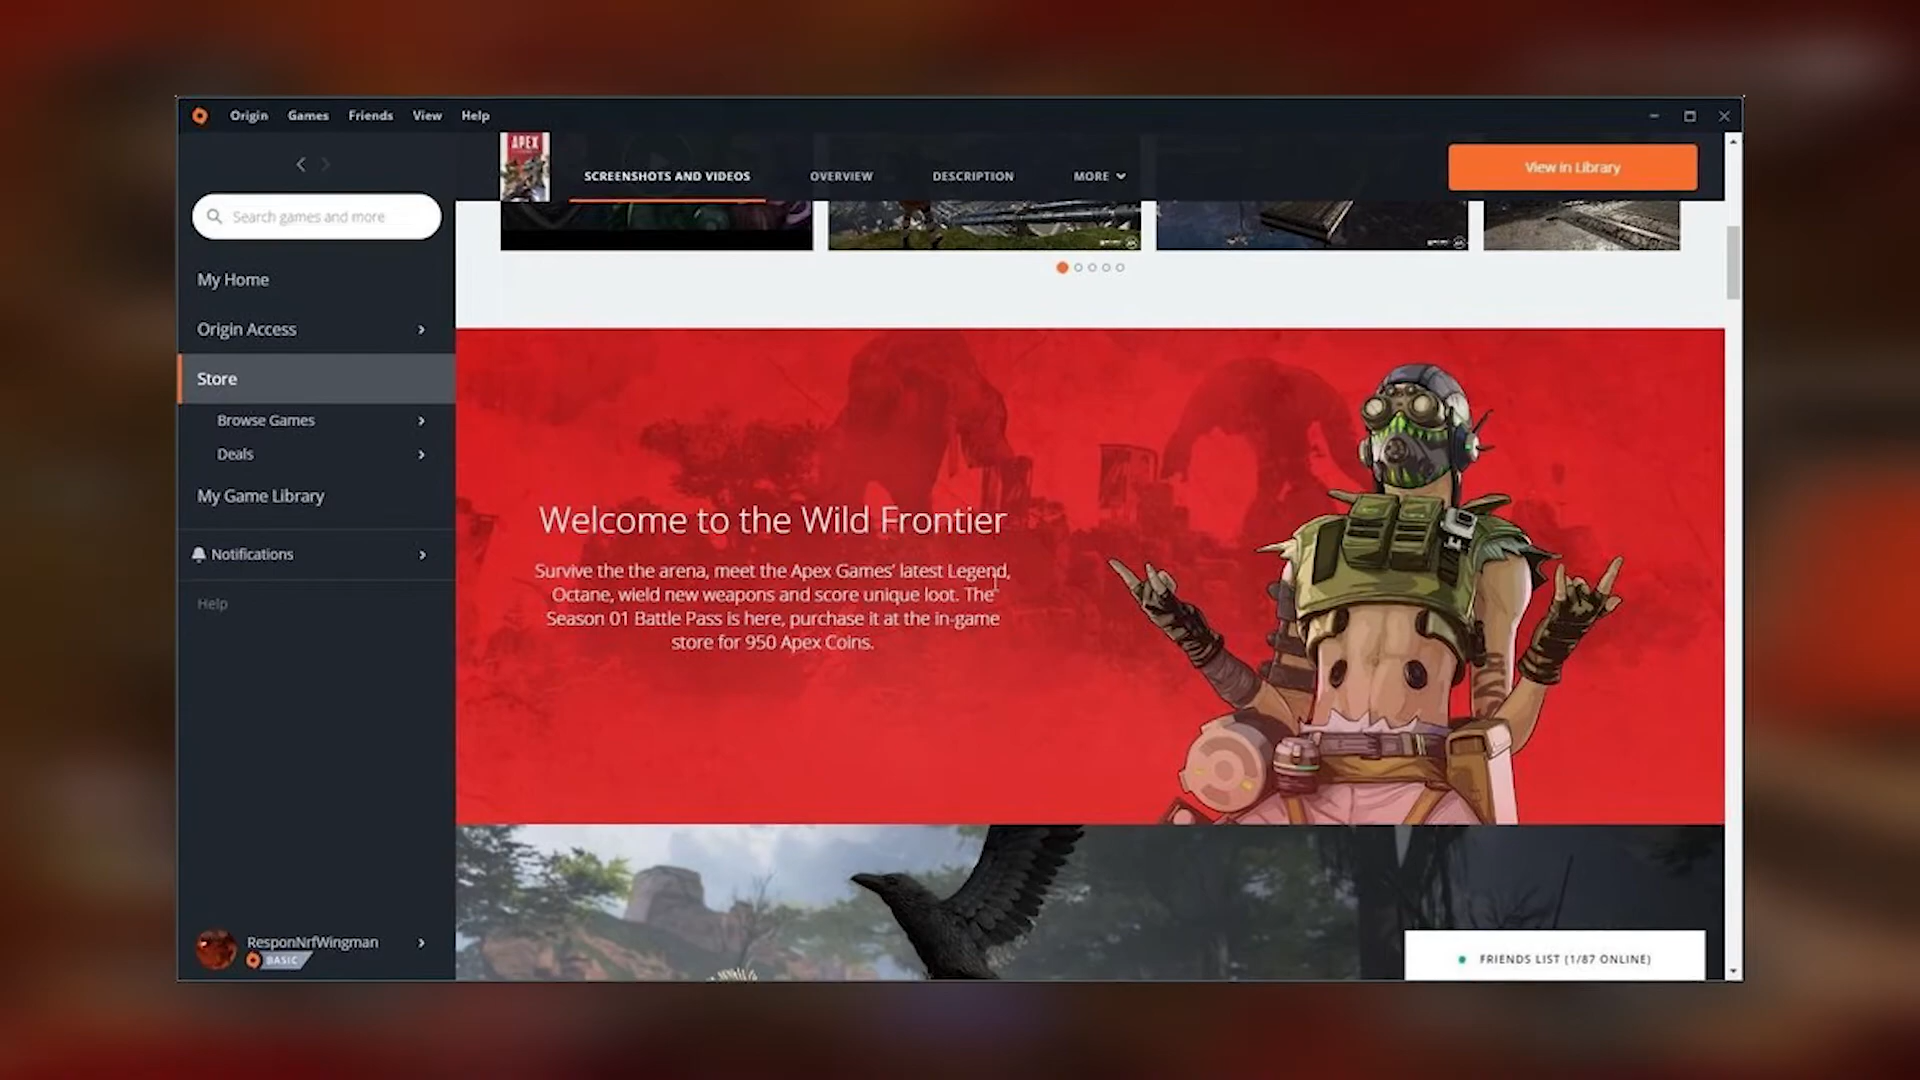 Origin Games Friends View Help
APEX
SCREENSHOTS AND VIDEOS OVERVIEW DESCRIPTION MORE
View in Library
Search games and more
My Home
Origin Access
Store
Browse Games
Deals
My Game Library
Notifications
Help
Welcome to the Wild Frontier
Survive the the arena, meet the Apex Games' latest Legend,
Octane, wield new weapons and score unique loot. The
Season 01 Battle Pass is here, purchase it at the in-game
store for 950 Apex Coins.
ResponNrfWingman
BASIC
FRIENDS LIST (1/87 ONLINE)